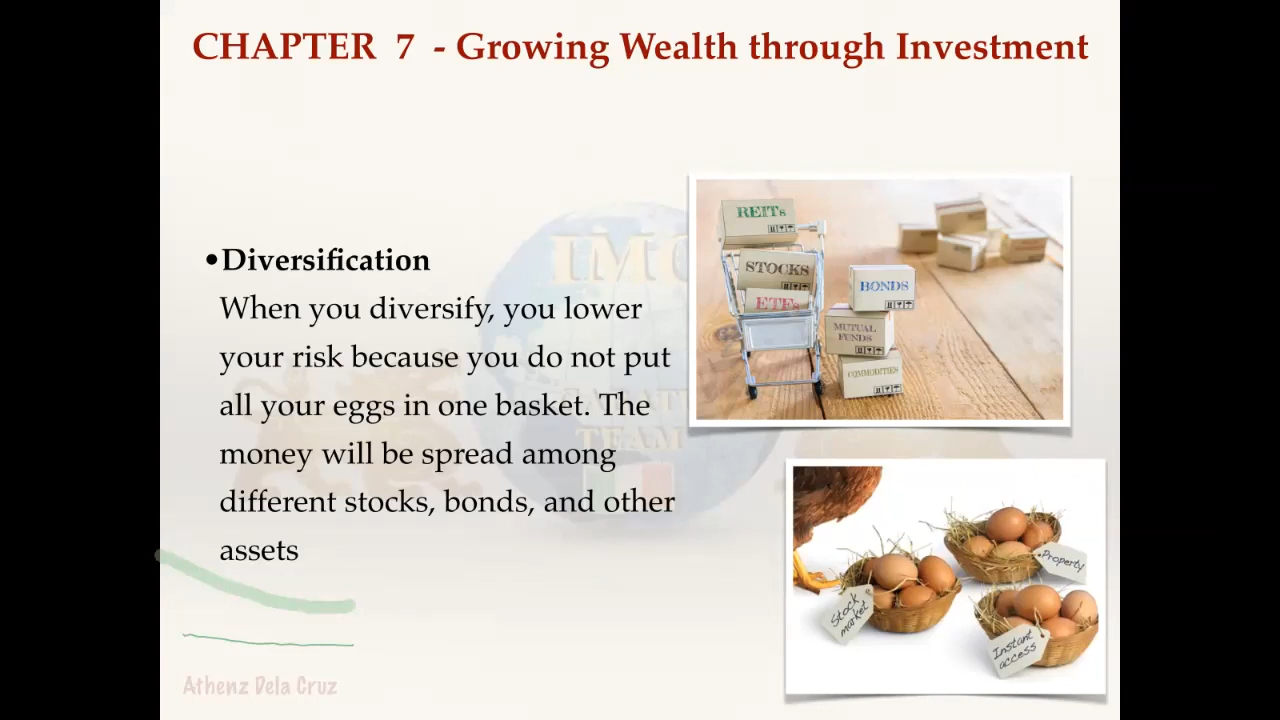 CHAPTER 7 - Growing Wealth through Investment
•Diversification
When you diversify, you lower
your risk because you do not put
all your eggs in one basket. The
money will be spread among
different stocks, bonds, and other
assets
REITs
STOCKS
ETFs
BONDS
MUTUAL
FUNDS
COMMODITIES
Property
Stock
market
Instant
access
IMG
TEAM
Athenz Dela Cruz